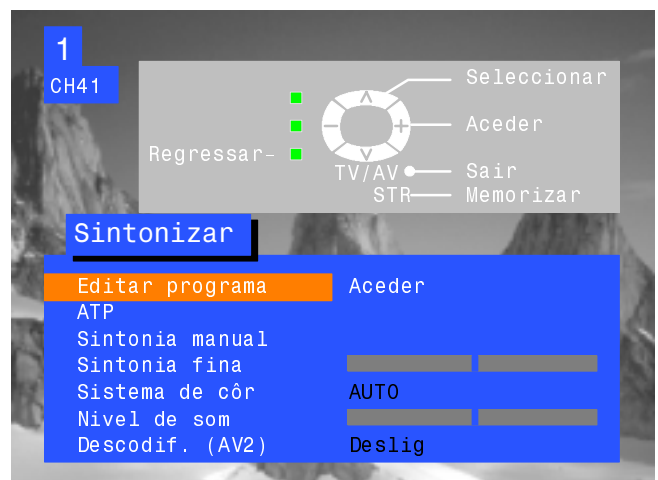 1
CH41
Seleccionar
Aceder
Regressar
TV/AV Sair
STR Memorizar
Sintonizar
Editar programa Aceder
ATP
Sintonia manual
Sintonia fina
Sistema de côr AUTO
Nivel de som
Descodif. (AV2) Deslig